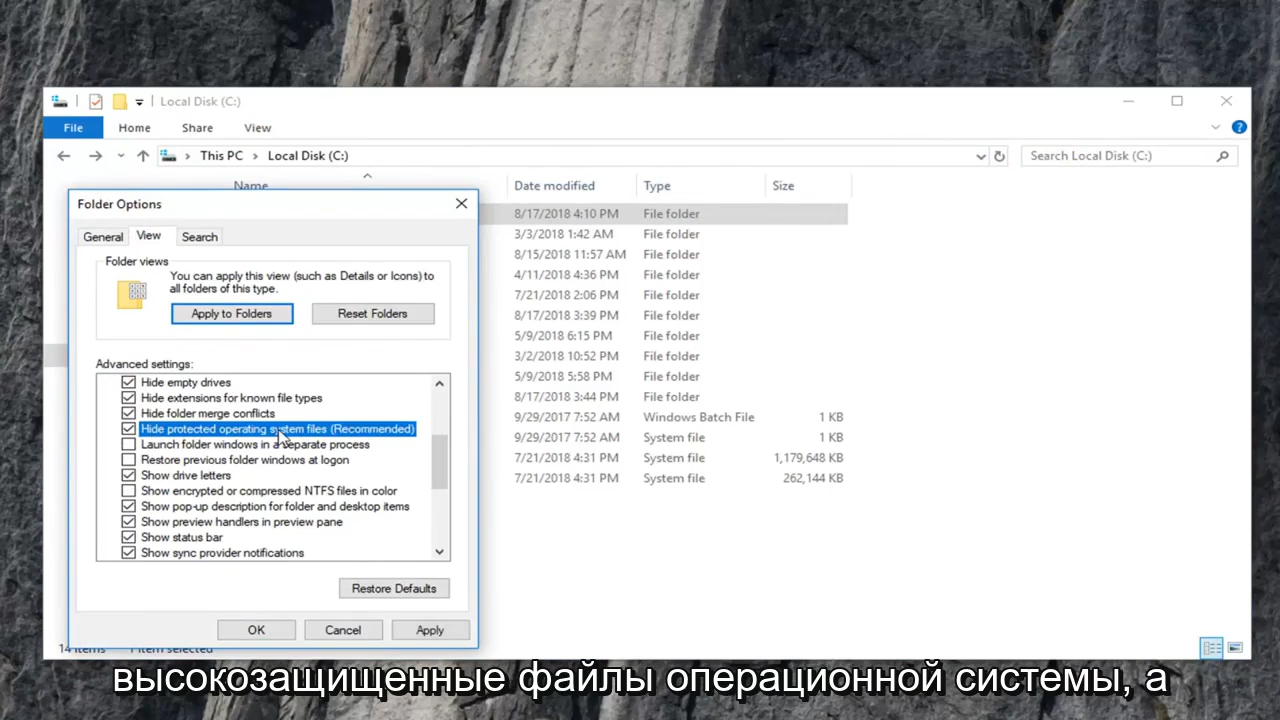 Local Disk (C:)
File Home Share View
This PC > Local Disk (C:)
Search Local Disk (C:)
Name Date modified Type Size
8/17/2018 4:10 PM File folder
3/3/2018 1:42 AM File folder
8/15/2018 11:57 AM File folder
4/11/2018 4:36 PM File folder
7/21/2018 2:06 PM File folder
8/17/2018 3:39 PM File folder
5/9/2018 6:15 PM File folder
3/2/2018 10:52 PM File folder
5/9/2018 5:58 PM File folder
8/17/2018 3:44 PM File folder
9/29/2017 7:52 AM Windows Batch File 1 KB
9/29/2017 7:52 AM System file 1 KB
7/21/2018 4:31 PM System file 1,179,648 KB
7/21/2018 4:31 PM System file 262,144 KB
Folder Options
General View Search
Folder views
You can apply this view (such as Details or Icons) to
all folders of this type.
Apply to Folders Reset Folders
Advanced settings:
Hide empty drives
Hide extensions for known file types
Hide folder merge conflicts
Hide protected operating system files (Recommended)
Launch folder windows in a separate process
Restore previous folder windows at logon
Show drive letters
Show encrypted or compressed NTFS files in color
Show pop-up description for folder and desktop items
Show preview handlers in preview pane
Show status bar
Show sync provider notifications
Restore Defaults
OK Cancel Apply
14 items 1 item selected
высокозащищенные файлы операционной системы, а